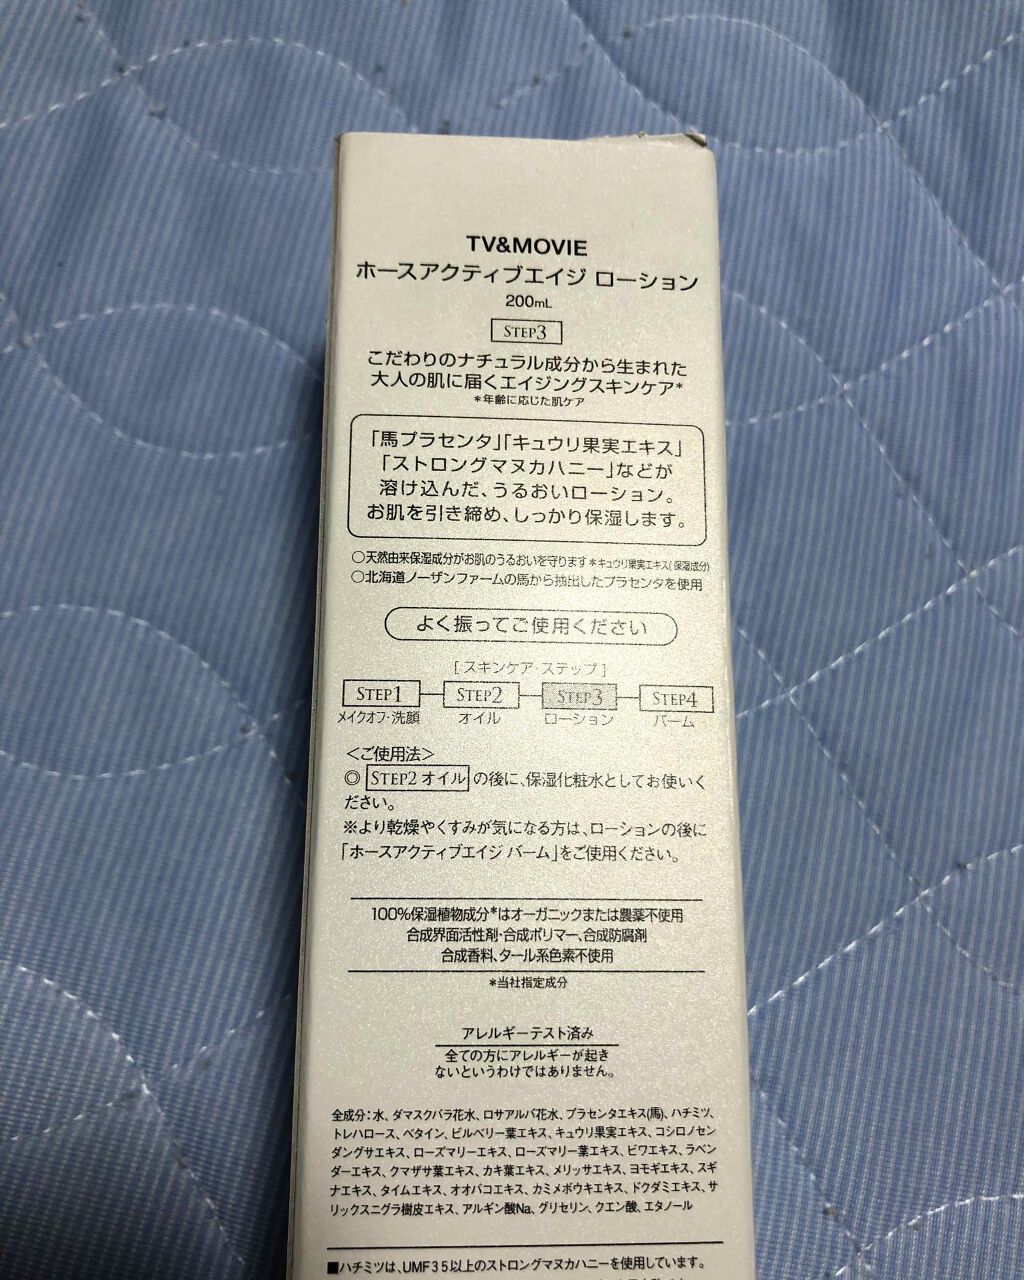 TV&MOVIE
ホースアクティブエイジ ローション
200mL
STEP3
こだわりのナチュラル成分から生まれた
大人の肌に届くエイジングスキンケア*
*年齢に応じた肌ケア
「馬プラセンタ」「キュウリ果実エキス」
「ストロングマヌカハニー」などが
溶け込んだ、うるおいローション。
お肌を引き締め、しっかり保湿します。
○天然由来保湿成分がお肌のうるおいを守ります*キュウリ果実エキス(保湿成分)
○北海道ノーザンファームの馬から抽出したプラセンタを使用
よく振ってご使用ください
[スキンケア・ステップ]
STEP1 STEP2 STEP3 STEP4
メイクオフ・洗顔 オイル ローション バーム
＜ご使用法＞
◎ STEP2 オイル の後に、保湿化粧水としてお使いく
ださい。
※より乾燥やくすみが気になる方は、ローションの後に
「ホースアクティブエイジ バーム」をご使用ください。
100%保湿植物成分*はオーガニックまたは農薬不使用
合成界面活性剤・合成ポリマー、合成防腐剤
合成香料、タール系色素不使用
*当社指定成分
アレルギーテスト済み
全ての方にアレルギーが起き
ないというわけではありません。
全成分：水、ダマスクバラ花水、ロサアルバ花水、プラセンタエキス(馬)、ハチミツ、
トレハロース、ベタイン、ビルベリー葉エキス、キュウリ果実エキス、コシロノセン
ダングサエキス、ローズマリーエキス、ローズマリー葉エキス、ビワエキス、ラベン
ダーエキス、クマザサ葉エキス、カキ葉エキス、メリッサエキス、ヨモギエキス、スギ
ナエキス、タイムエキス、オオバコエキス、カミメボウキエキス、ドクダミエキス、サ
リックスニグラ樹皮エキス、アルギン酸Na、グリセリン、クエン酸、エタノール
■ハチミツは、UMF35以上のストロングマヌカハニーを使用しています。